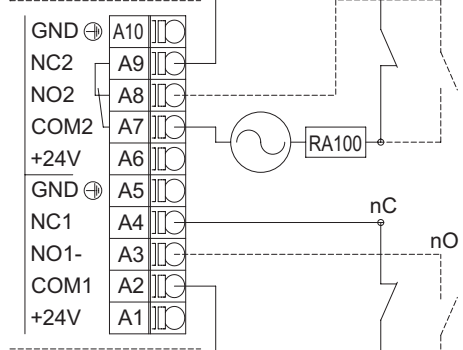 GND A10
NC2 A9
NO2 A8
COM2 A7
RA100
+24V A6
GND A5
NC1 A4
nC
NO1- A3
nO
COM1 A2
+24V A1